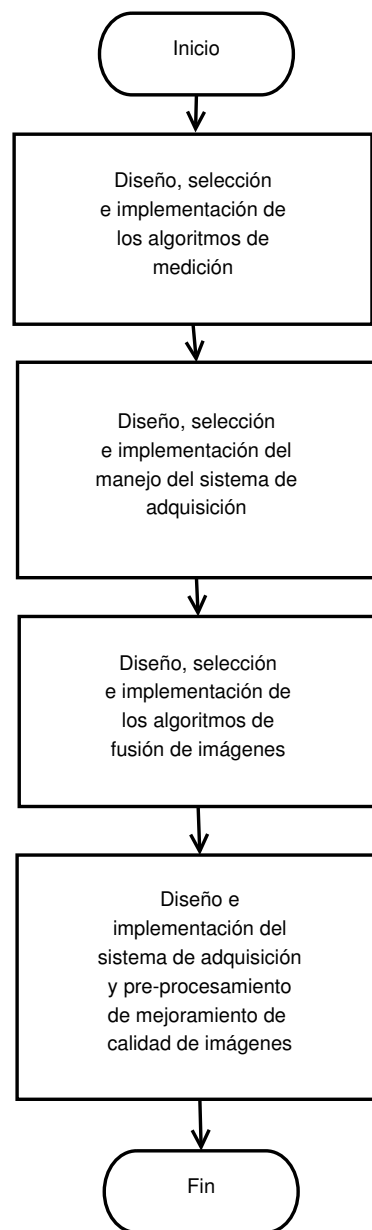 Inicio
Diseño, selección
e implementación de
los algoritmos de
medición
Diseño, selección
e implementación del
manejo del sistema de
adquisición
Diseño, selección
e implementación de
los algoritmos de
fusión de imágenes
Diseño e
implementación del
sistema de adquisición
y pre-procesamiento
de mejoramiento de
calidad de imágenes
Fin